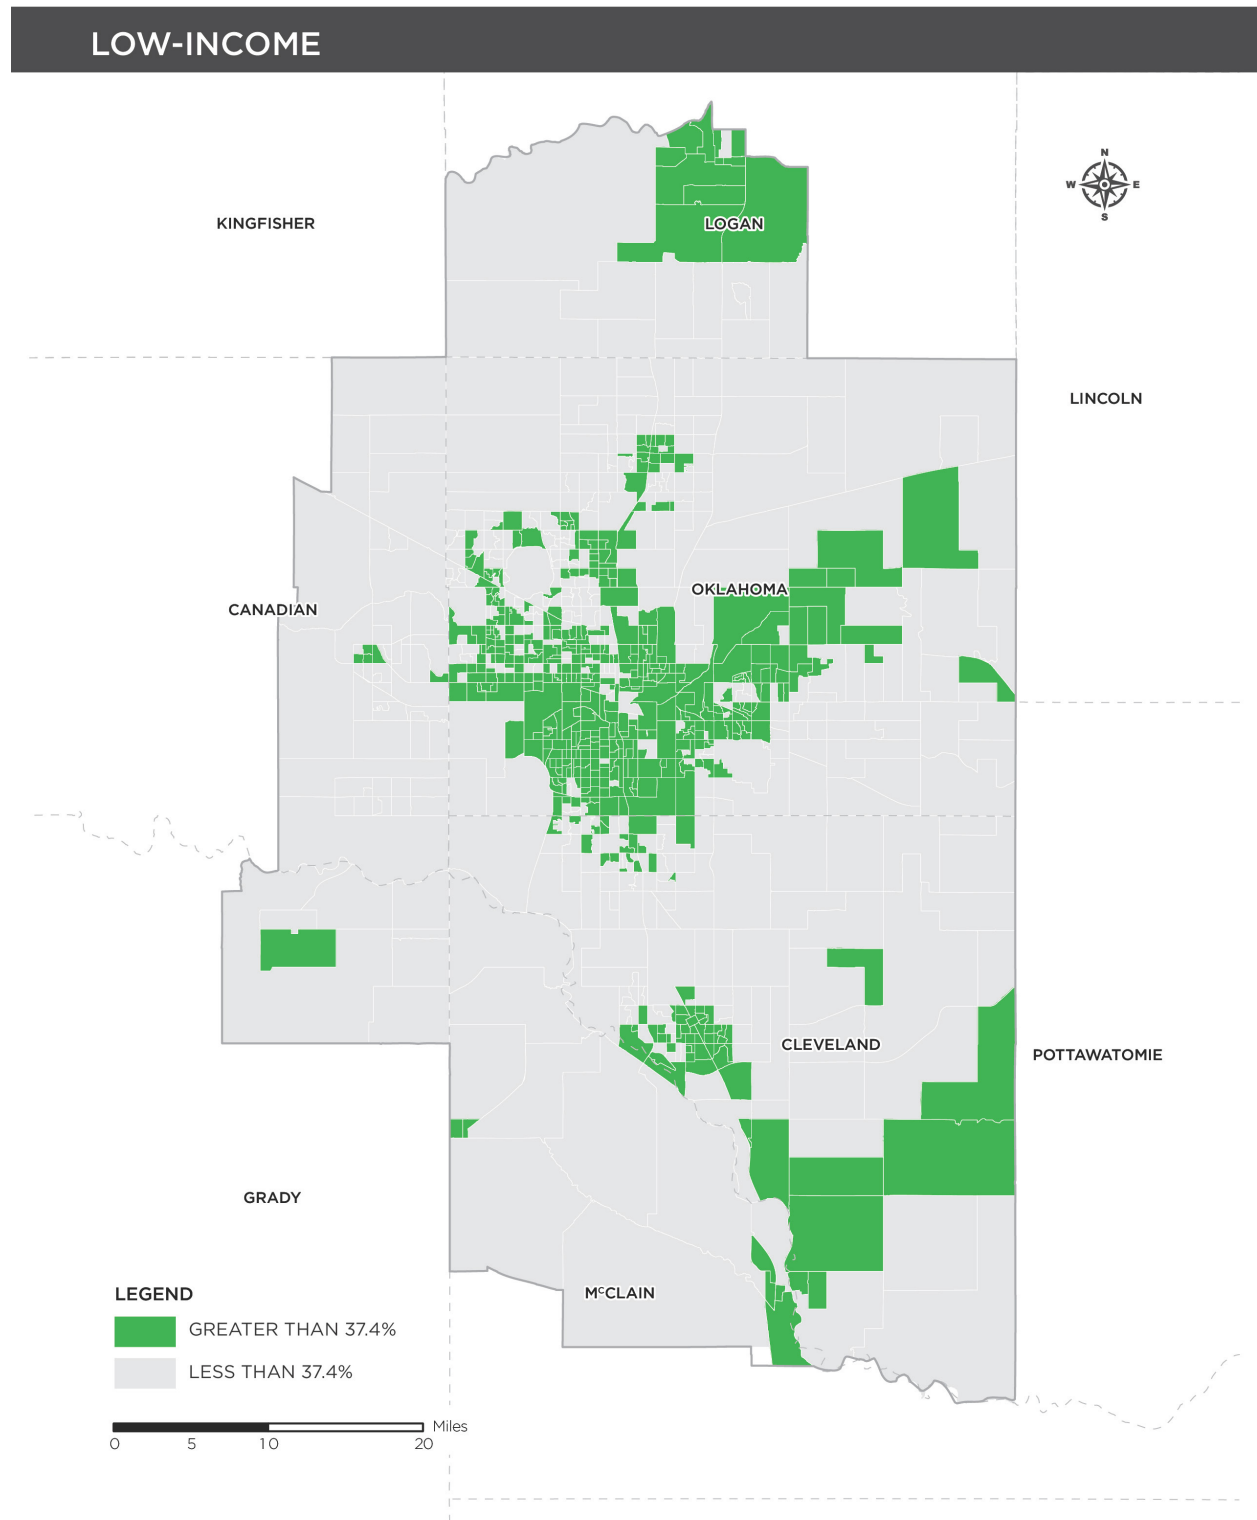 LOW-INCOME
N
W E
S
KINGFISHER
LOGAN
LINCOLN
OKLAHOMA
CANADIAN
CLEVELAND
POTTAWATOMIE
GRADY
MCCLAIN
LEGEND
GREATER THAN 37.4%
LESS THAN 37.4%
Miles
0 5 10 20